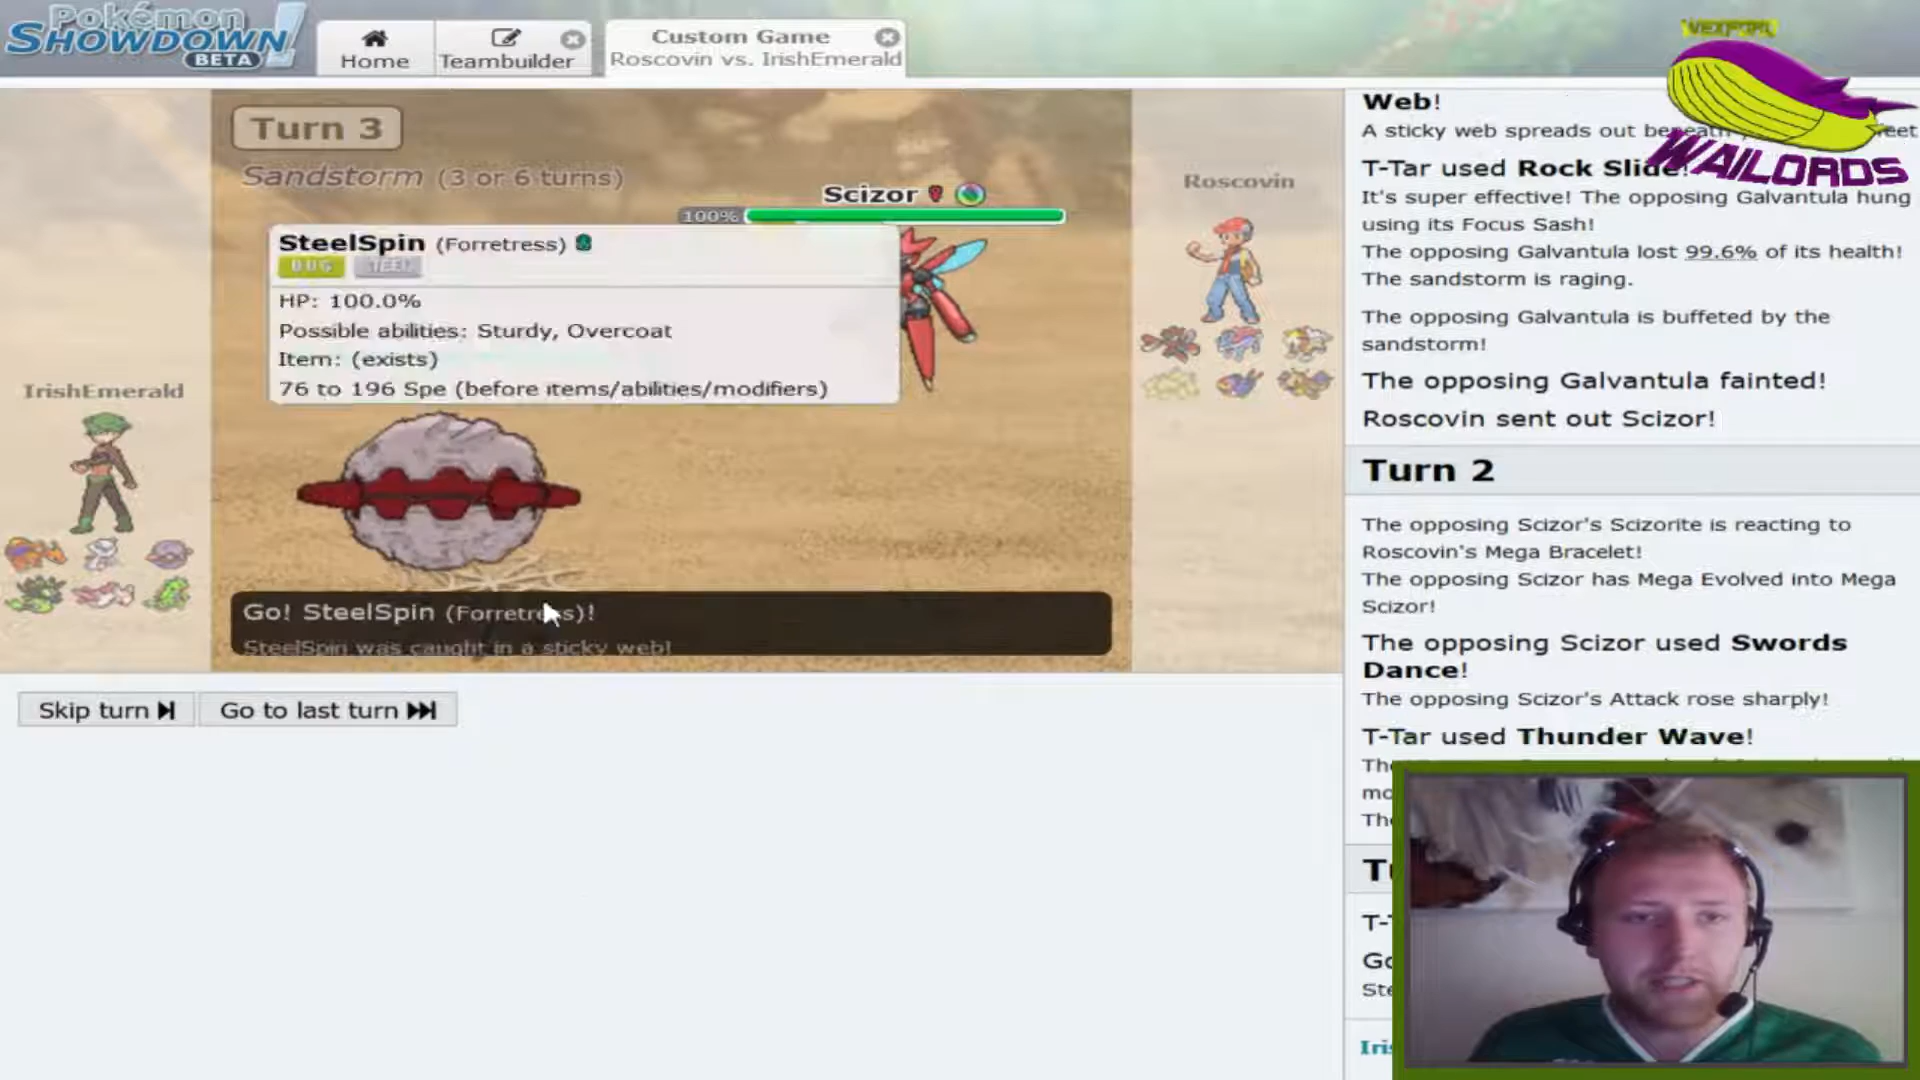 Pokémon
SHOWDOWN!
BETA
Home
Teambuilder
Custom Game
Roscovin vs. IrishEmerald
Turn 3
Sandstorm (3 or 6 turns)
Scizor
100%
SteelSpin (Forretress)
BUG STEEL
HP: 100.0%
Possible abilities: Sturdy, Overcoat
Item: (exists)
76 to 196 Spe (before items/abilities/modifiers)
IrishEmerald
Roscovin
Go! SteelSpin (Forretress)!
SteelSpin was caught in a sticky web!
Skip turn
Go to last turn
WEXFORD
WAILORDS
Web!
A sticky web spreads out beneath
T-Tar used Rock Slide!
It's super effective! The opposing Galvantula hung
using its Focus Sash!
The opposing Galvantula lost 99.6% of its health!
The sandstorm is raging.
The opposing Galvantula is buffeted by the
sandstorm!
The opposing Galvantula fainted!
Roscovin sent out Scizor!
Turn 2
The opposing Scizor's Scizorite is reacting to
Roscovin's Mega Bracelet!
The opposing Scizor has Mega Evolved into Mega
Scizor!
The opposing Scizor used Swords
Dance!
The opposing Scizor's Attack rose sharply!
T-Tar used Thunder Wave!